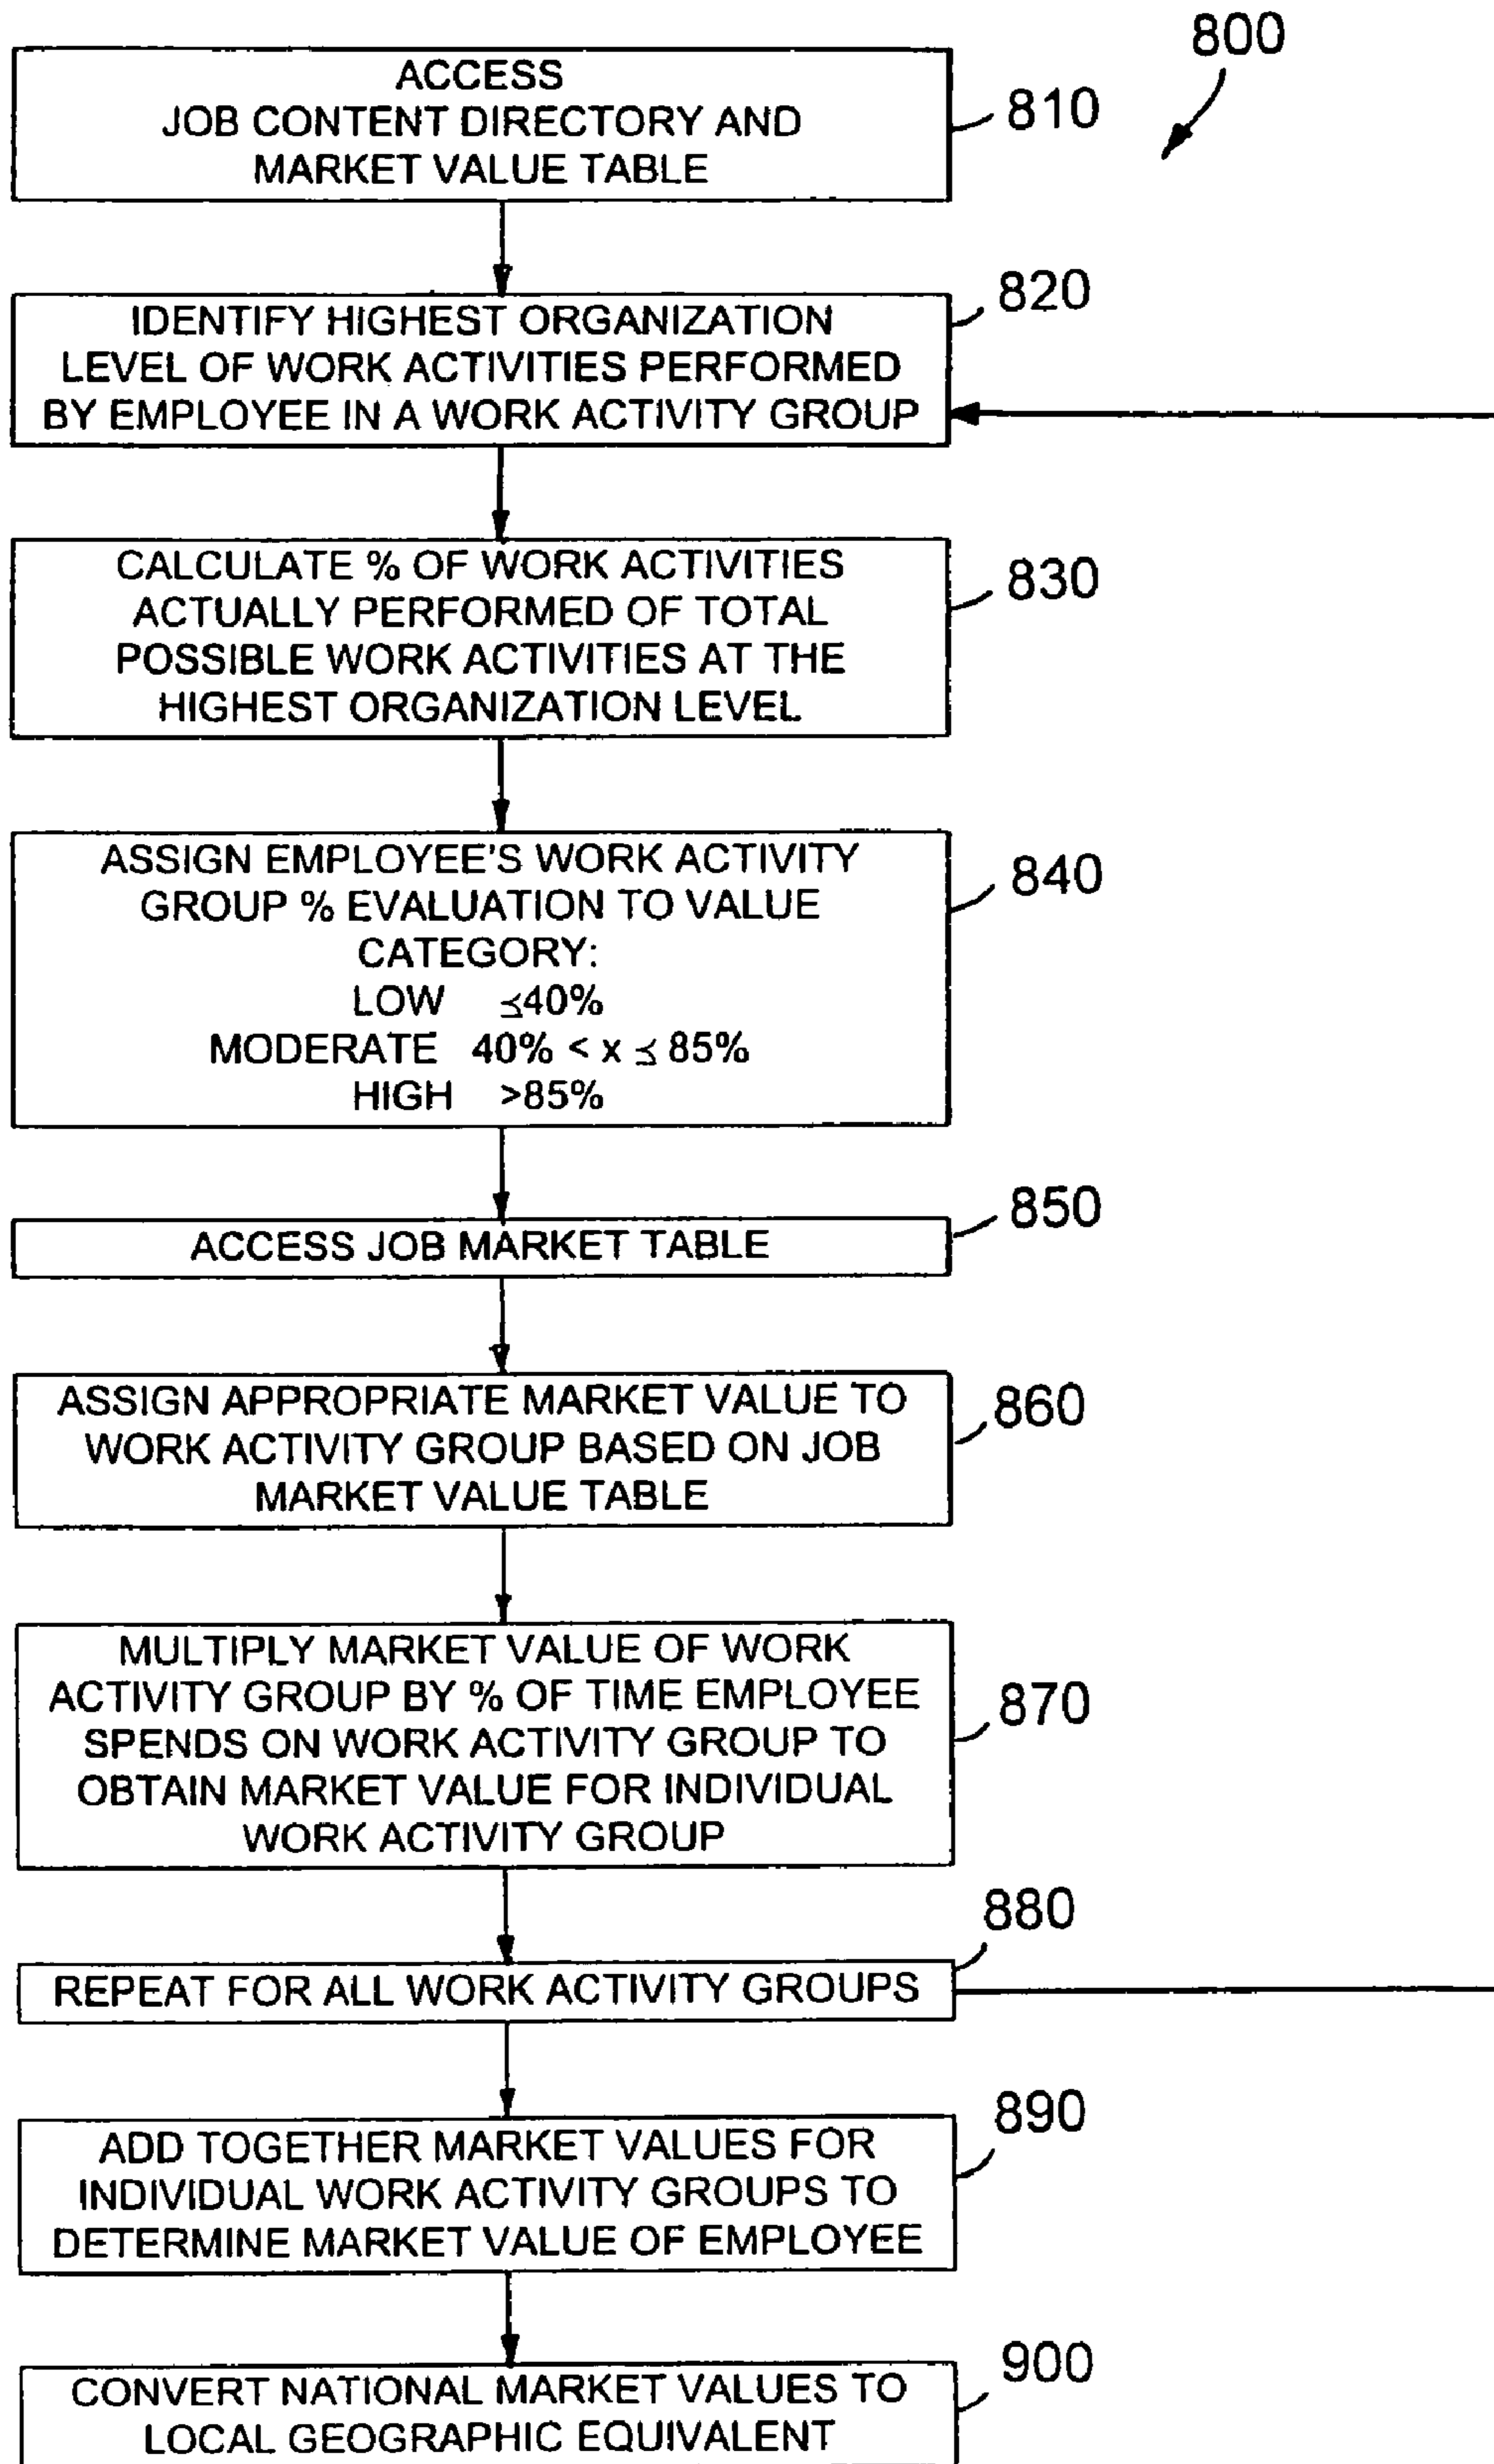 800
ACCESS
JOB CONTENT DIRECTORY AND
MARKET VALUE TABLE
810
IDENTIFY HIGHEST ORGANIZATION
LEVEL OF WORK ACTIVITIES PERFORMED
BY EMPLOYEE IN A WORK ACTIVITY GROUP
820
CALCULATE % OF WORK ACTIVITIES
ACTUALLY PERFORMED OF TOTAL
POSSIBLE WORK ACTIVITIES AT THE
HIGHEST ORGANIZATION LEVEL
830
ASSIGN EMPLOYEE'S WORK ACTIVITY
GROUP % EVALUATION TO VALUE
CATEGORY:
LOW ≤40%
MODERATE 40% < x ≤ 85%
HIGH >85%
840
ACCESS JOB MARKET TABLE
850
ASSIGN APPROPRIATE MARKET VALUE TO
WORK ACTIVITY GROUP BASED ON JOB
MARKET VALUE TABLE
860
MULTIPLY MARKET VALUE OF WORK
ACTIVITY GROUP BY % OF TIME EMPLOYEE
SPENDS ON WORK ACTIVITY GROUP TO
OBTAIN MARKET VALUE FOR INDIVIDUAL
WORK ACTIVITY GROUP
870
REPEAT FOR ALL WORK ACTIVITY GROUPS
880
ADD TOGETHER MARKET VALUES FOR
INDIVIDUAL WORK ACTIVITY GROUPS TO
DETERMINE MARKET VALUE OF EMPLOYEE
890
CONVERT NATIONAL MARKET VALUES TO
LOCAL GEOGRAPHIC EQUIVALENT
900